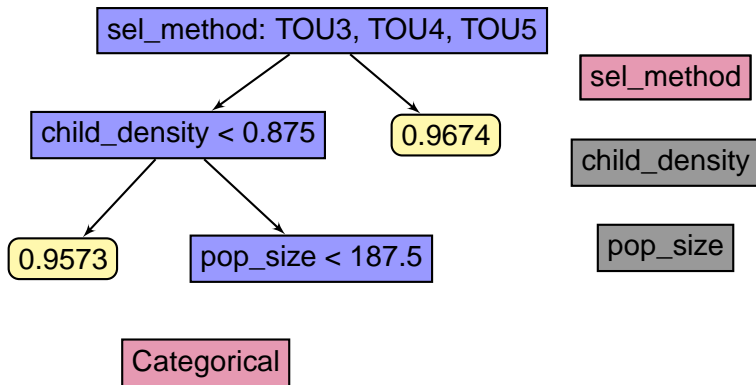 sel_method: TOU3, TOU4, TOU5
sel_method
child_density < 0.875
0.9674
child_density
0.9573
pop_size < 187.5
pop_size
Categorical